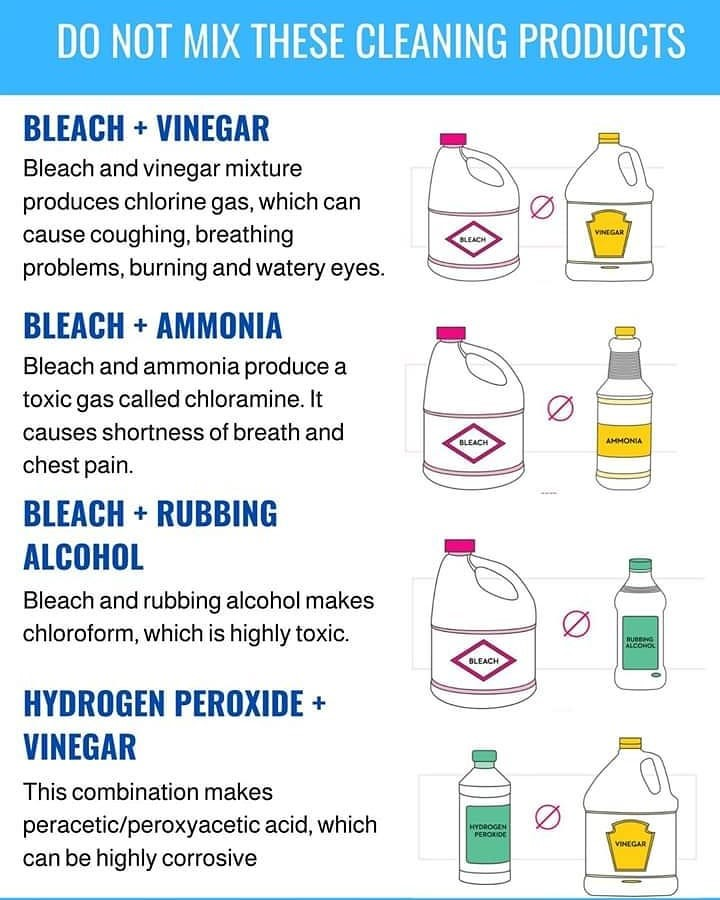 DO NOT MIX THESE CLEANING PRODUCTS
BLEACH + VINEGAR
Bleach and vinegar mixture
produces chlorine gas, which can
cause coughing, breathing
problems, burning and watery eyes.
BLEACH
VINEGAR
BLEACH + AMMONIA
Bleach and ammonia produce a
toxic gas called chloramine. It
causes shortness of breath and
chest pain.
BLEACH
AMMONIA
BLEACH + RUBBING
ALCOHOL
Bleach and rubbing alcohol makes
chloroform, which is highly toxic.
BLEACH
RUBBING
ALCOHOL
HYDROGEN PEROXIDE +
VINEGAR
This combination makes
peracetic/peroxyacetic acid, which
can be highly corrosive
HYDROGEN
PEROXIDE
VINEGAR